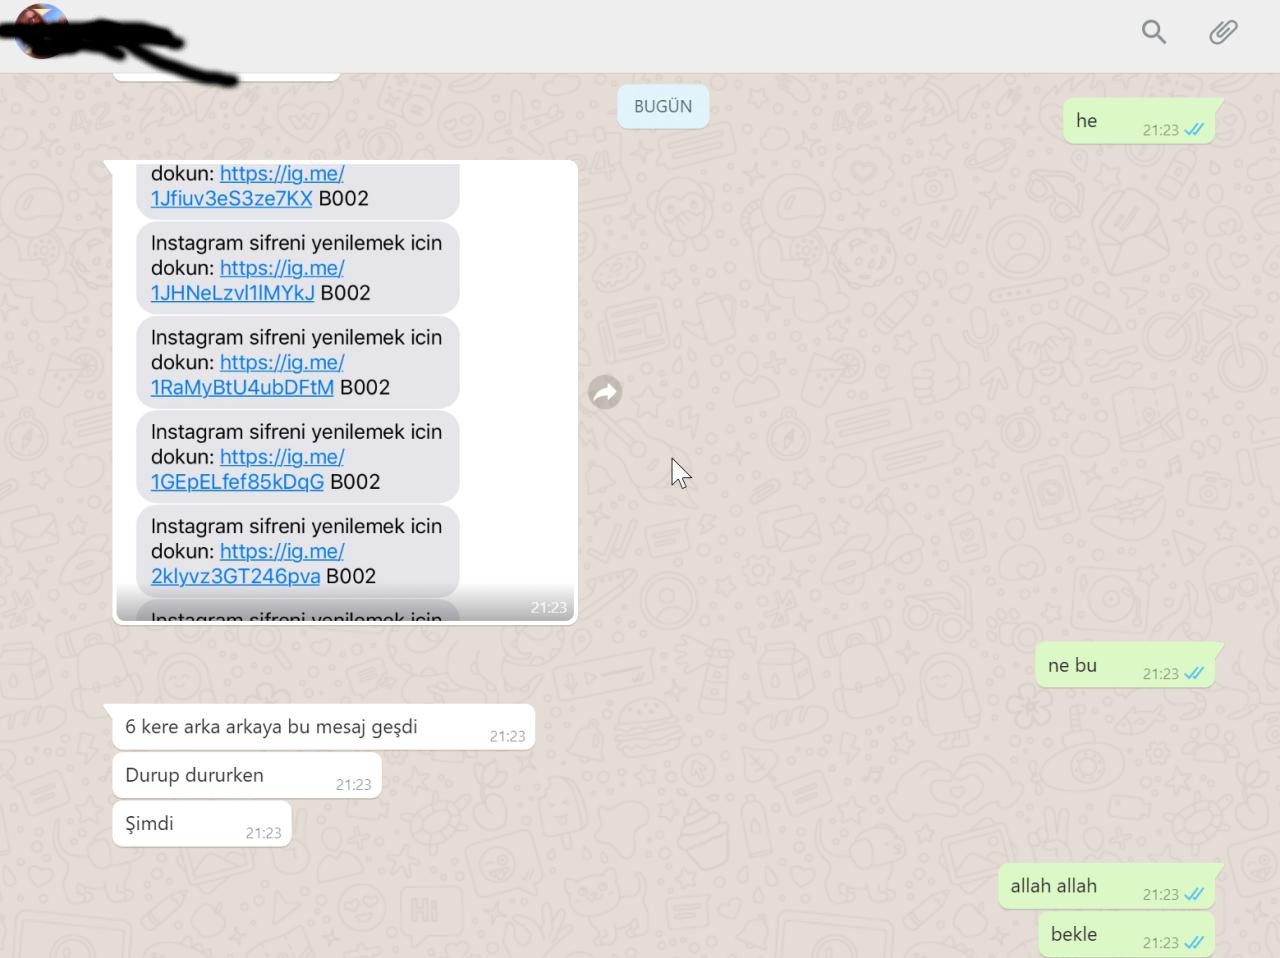 BUGÜN
he
21:23
dokun: https://ig.me/
1Jfiuv3eS3ze7KX B002
Instagram sifreni yenilemek icin
dokun: https://ig.me/
1JHNeLzvl1lMYkJ B002
Instagram sifreni yenilemek icin
dokun: https://ig.me/
1RaMyBtU4ubDFtM B002
Instagram sifreni yenilemek icin
dokun: https://ig.me/
1GEpELfef85kDqG B002
Instagram sifreni yenilemek icin
dokun: https://ig.me/
2klyvz3GT246pva B002
Instagram sifreni yenilemek icin
21:23
ne bu
21:23
6 kere arka arkaya bu mesaj geşdi
21:23
Durup dururken
21:23
Şimdi
21:23
allah allah
21:23
bekle
21:23